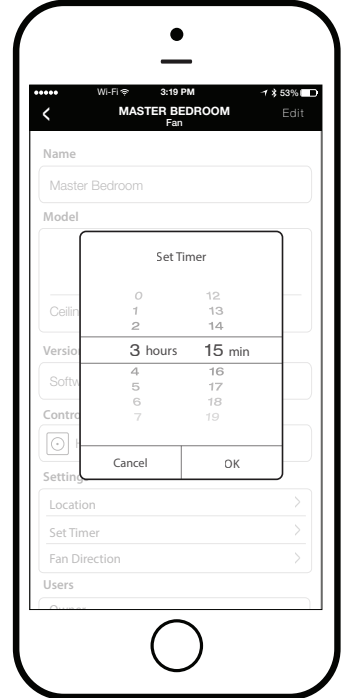 Wi-Fi 3:19 PM 53%
MASTER BEDROOM Edit
Fan
Name
Master Bedroom
Model
Set Timer
0 12
1 13
Ceilin
2 14
Versio
3 hours 15 min
4 16
Softw
5 17
6 18
Contro
7 19
Cancel OK
Setting
Location
Set Timer
Fan Direction
Users